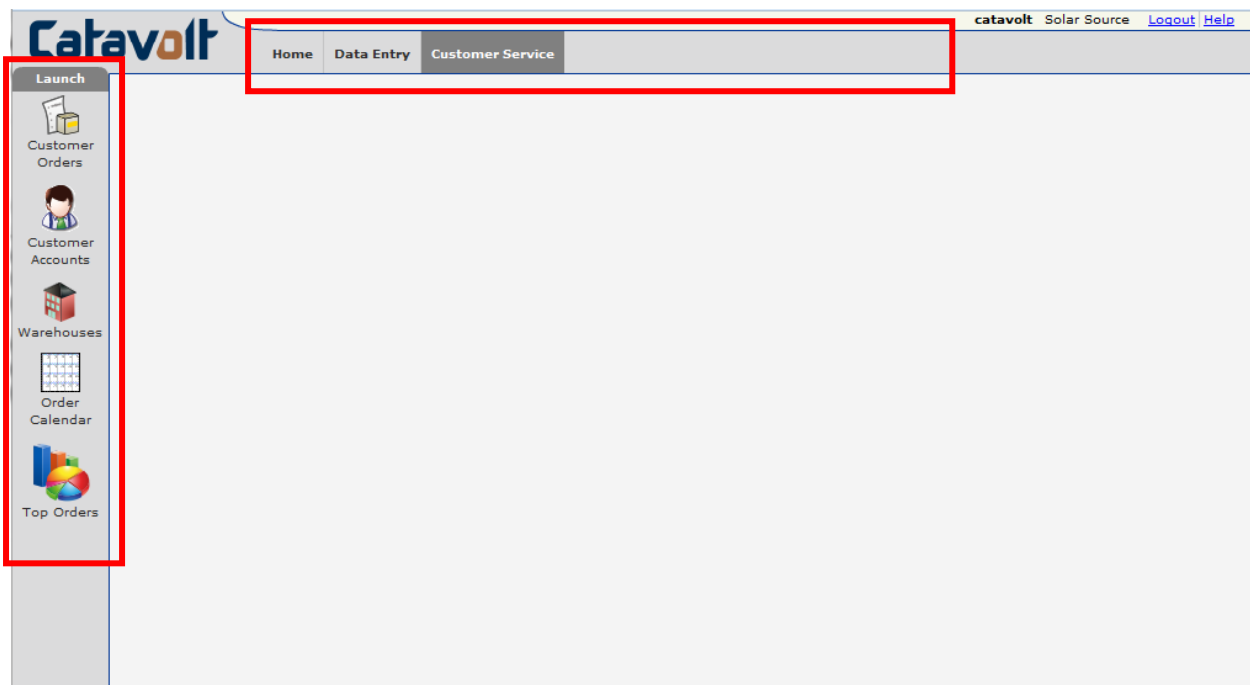 Catavolt
catavolt Solar Source Logout Help
Home Data Entry Customer Service
Launch
Customer
Orders
Customer
Accounts
Warehouses
Order
Calendar
Top Orders